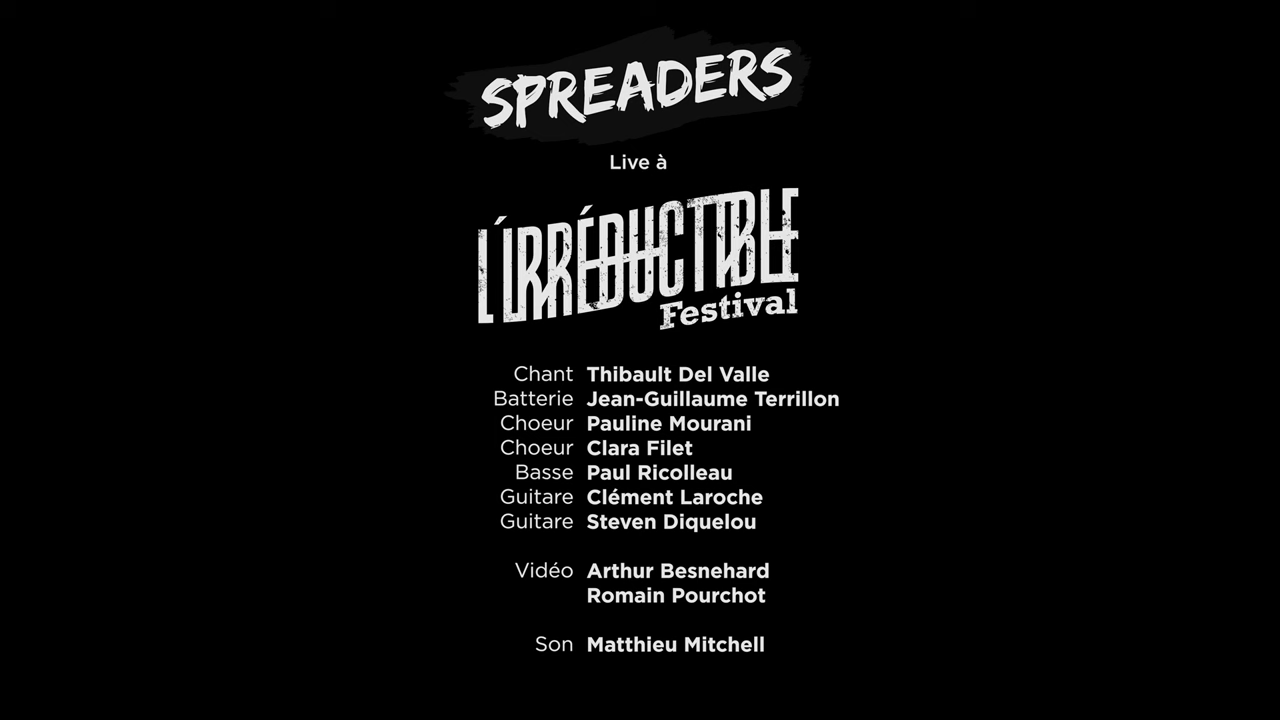 SPREADERS
Live à
L'IRRÉDUCTIBLE
Festival
Chant Thibault Del Valle
Batterie Jean-Guillaume Terrillon
Choeur Pauline Mourani
Choeur Clara Filet
Basse Paul Ricolleau
Guitare Clément Laroche
Guitare Steven Diquelou
Vidéo Arthur Besnehard
Romain Pourchot
Son Matthieu Mitchell